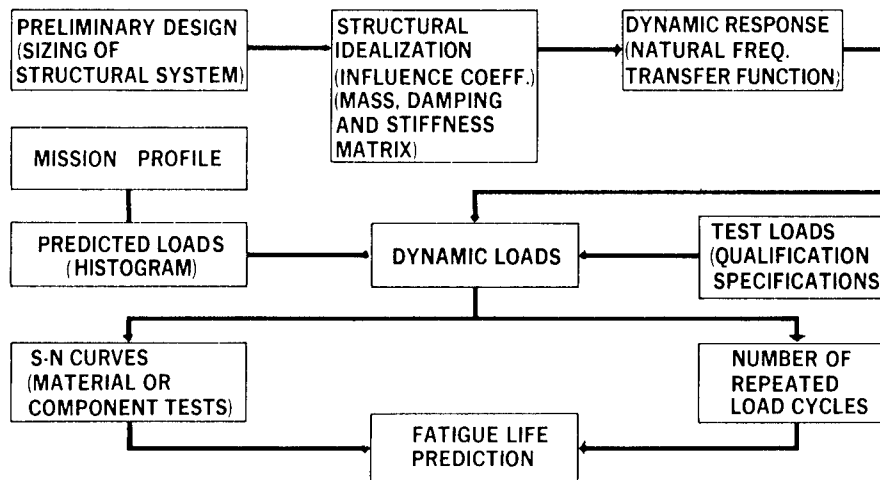 PRELIMINARY DESIGN
(SIZING OF
STRUCTURAL SYSTEM)
STRUCTURAL
IDEALIZATION
(INFLUENCE COEFF.)
(MASS, DAMPING
AND STIFFNESS
MATRIX)
DYNAMIC RESPONSE
(NATURAL FREQ.
TRANSFER FUNCTION)
MISSION PROFILE
PREDICTED LOADS
(HISTOGRAM)
DYNAMIC LOADS
TEST LOADS
(QUALIFICATION
SPECIFICATIONS
S-N CURVES
(MATERIAL OR
COMPONENT TESTS)
NUMBER OF
REPEATED
LOAD CYCLES
FATIGUE LIFE
PREDICTION